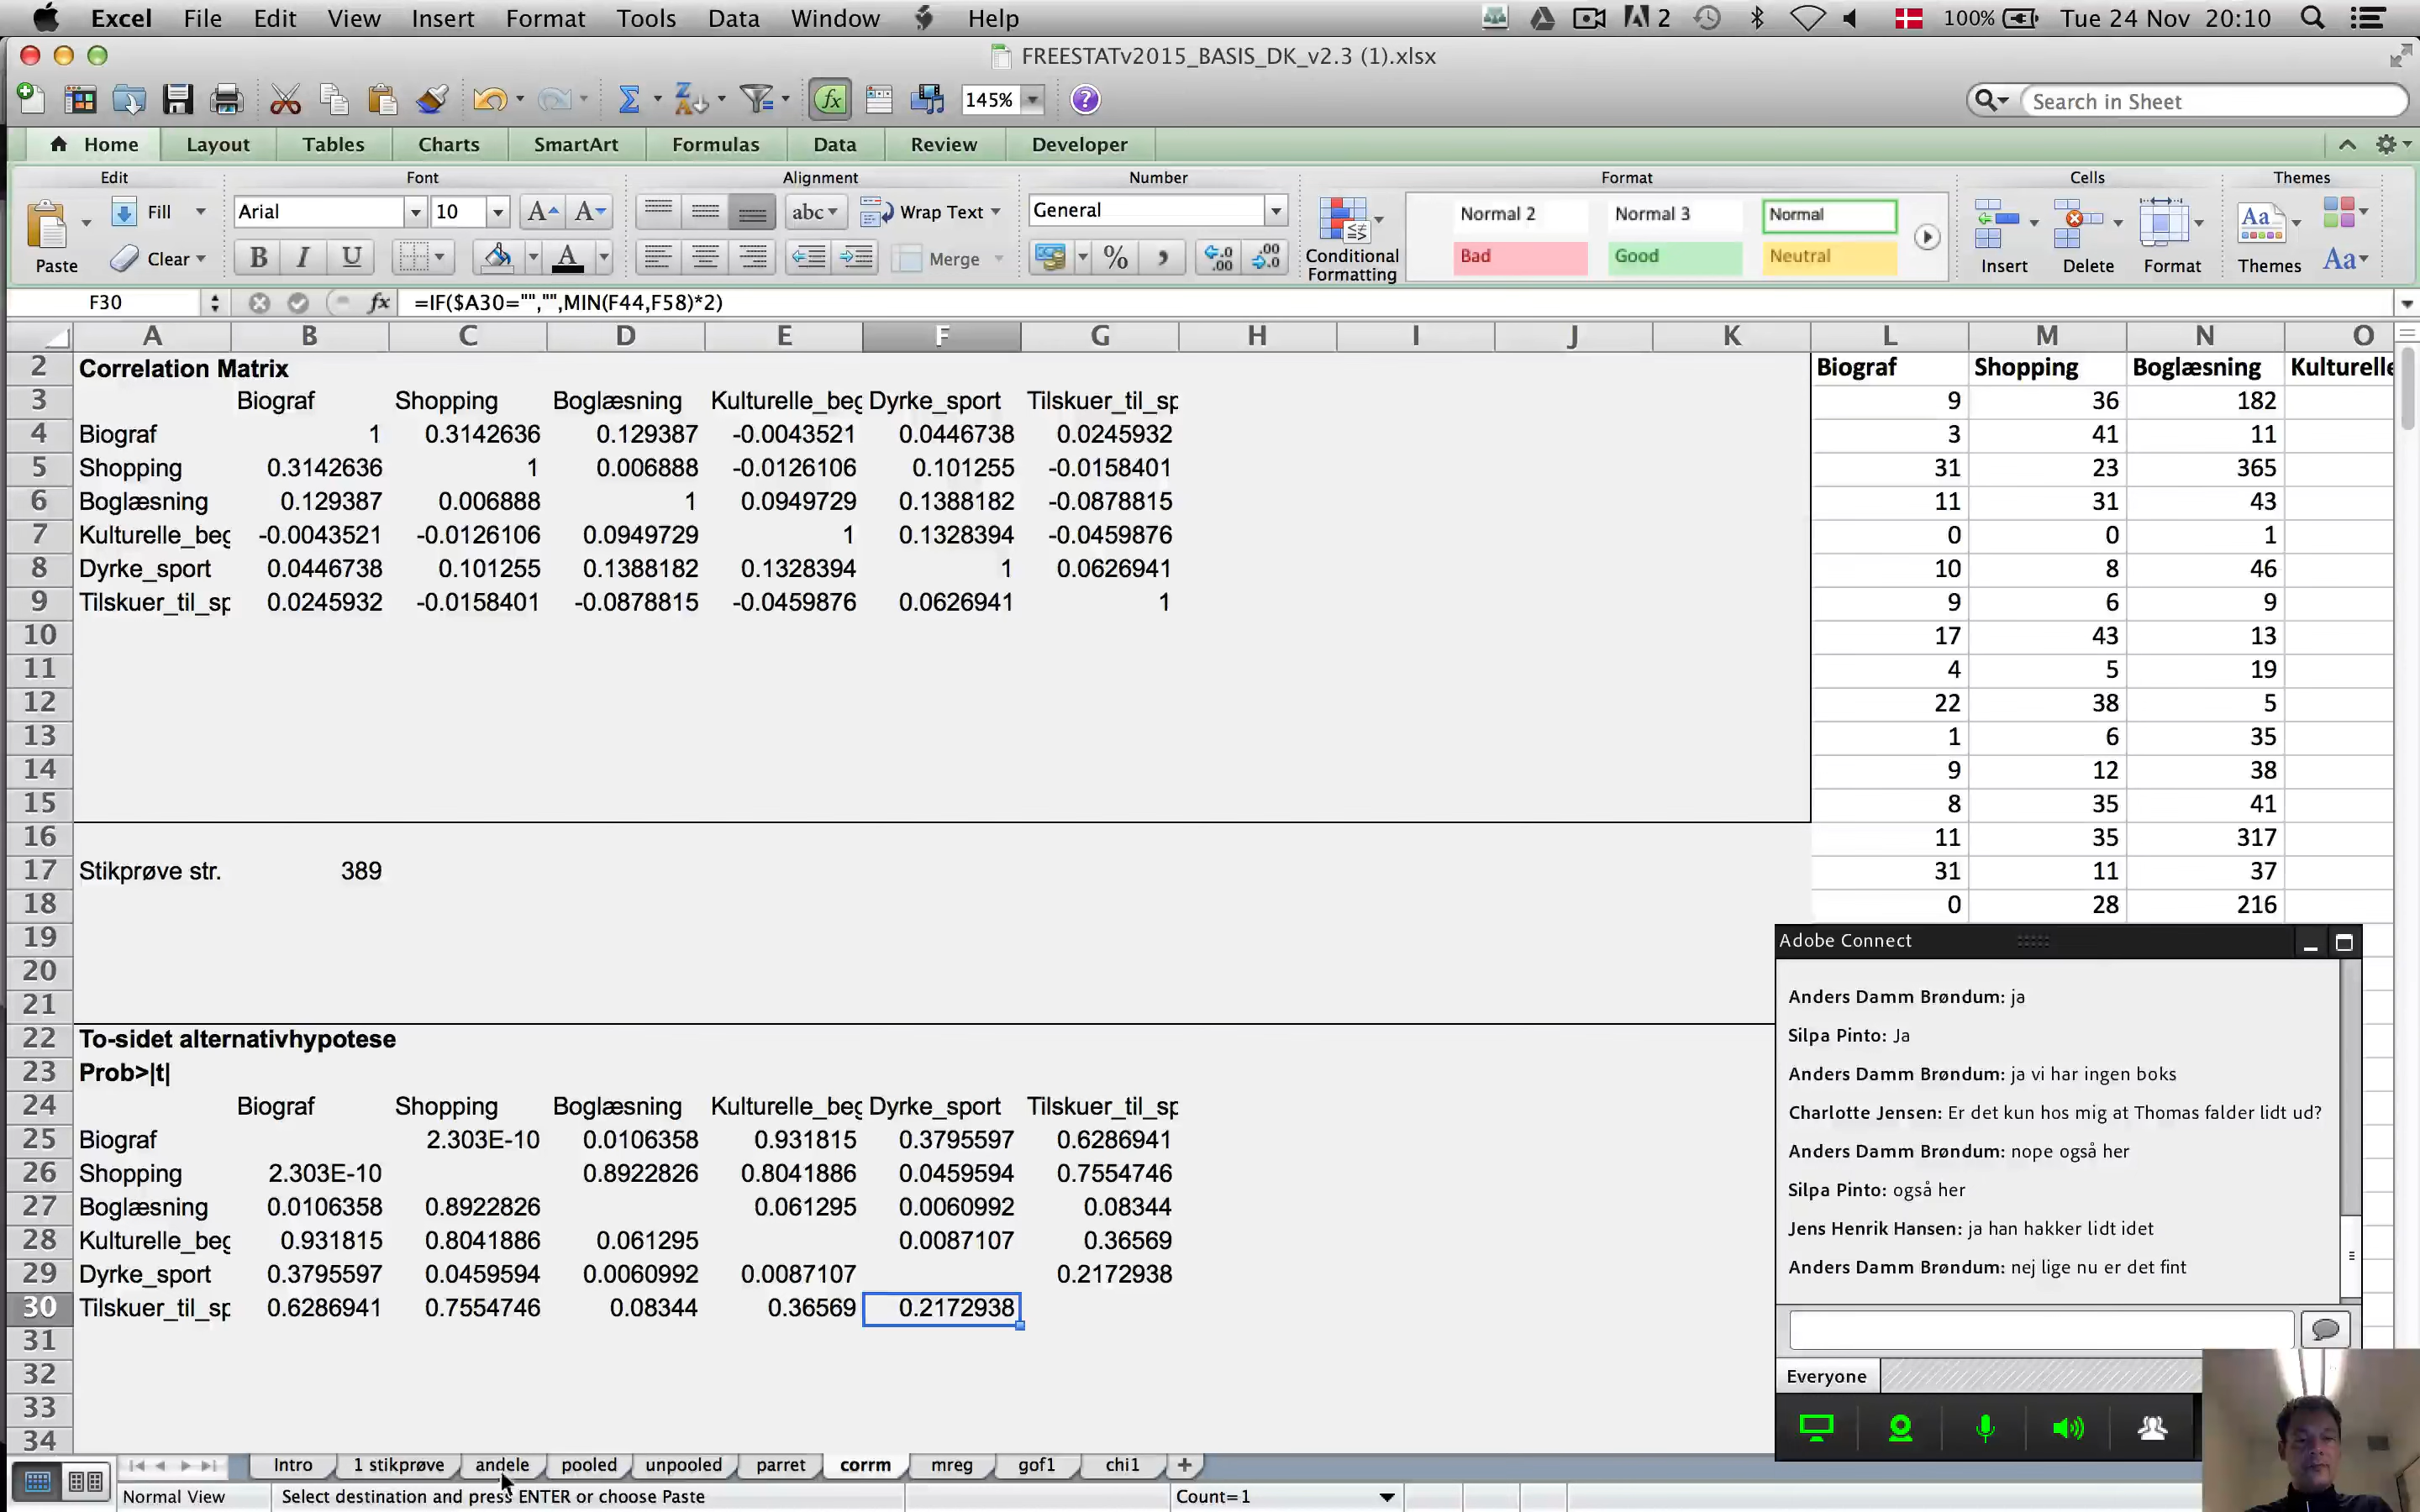 Excel File Edit View Insert Format Tools Data Window Help 2 100% Tue 24 Nov 20:10
FREESTATv2015_BASIS_DK_v2.3 (1).xlsx
145% Search in Sheet
Home Layout Tables Charts SmartArt Formulas Data Review Developer
Edit Font Alignment Number Format Cells Themes
Fill Arial 10 abc Wrap Text General Normal 2 Normal 3 Normal
Paste Clear B I U A Merge % Conditional Formatting Bad Good Neutral Insert Delete Format Themes Aa
F30 fx =IF($A30="","",MIN(F44,F58)*2)
A B C D E F G H I J K L M N O
2 Correlation Matrix Biograf Shopping Boglæsning Kulturelle
3 Biograf Shopping Boglæsning Kulturelle_beg Dyrke_sport Tilskuer_til_sp 9 36 182
4 Biograf 1 0.3142636 0.129387 -0.0043521 0.0446738 0.0245932 3 41 11
5 Shopping 0.3142636 1 0.006888 -0.0126106 0.101255 -0.0158401 31 23 365
6 Boglæsning 0.129387 0.006888 1 0.0949729 0.1388182 -0.0878815 11 31 43
7 Kulturelle_beg -0.0043521 -0.0126106 0.0949729 1 0.1328394 -0.0459876 0 0 1
8 Dyrke_sport 0.0446738 0.101255 0.1388182 0.1328394 1 0.0626941 10 8 46
9 Tilskuer_til_sp 0.0245932 -0.0158401 -0.0878815 -0.0459876 0.0626941 1 9 6 9
10 17 43 13
11 4 5 19
12 22 38 5
13 1 6 35
14 9 12 38
15 8 35 41
16 11 35 317
17 Stikprøve str. 389 31 11 37
18 0 28 216
19
20
21
22 To-sidet alternativhypotese
23 Prob>|t|
24 Biograf Shopping Boglæsning Kulturelle_beg Dyrke_sport Tilskuer_til_sp
25 Biograf 2.303E-10 0.0106358 0.931815 0.3795597 0.6286941
26 Shopping 2.303E-10 0.8922826 0.8041886 0.0459594 0.7554746
27 Boglæsning 0.0106358 0.8922826 0.061295 0.0060992 0.08344
28 Kulturelle_beg 0.931815 0.8041886 0.061295 0.0087107 0.36569
29 Dyrke_sport 0.3795597 0.0459594 0.0060992 0.0087107 0.2172938
30 Tilskuer_til_sp 0.6286941 0.7554746 0.08344 0.36569 0.2172938
31
32
33
34
Adobe Connect
Anders Damm Brøndum: ja
Silpa Pinto: Ja
Anders Damm Brøndum: ja vi har ingen boks
Charlotte Jensen: Er det kun hos mig at Thomas falder lidt ud?
Anders Damm Brøndum: nope også her
Silpa Pinto: også her
Jens Henrik Hansen: ja han hakker lidt idet
Anders Damm Brøndum: nej lige nu er det fint
Everyone
Intro 1 stikprøve andele pooled unpooled parret corrm mreg gof1 chi1
Normal View Select destination and press ENTER or choose Paste Count=1